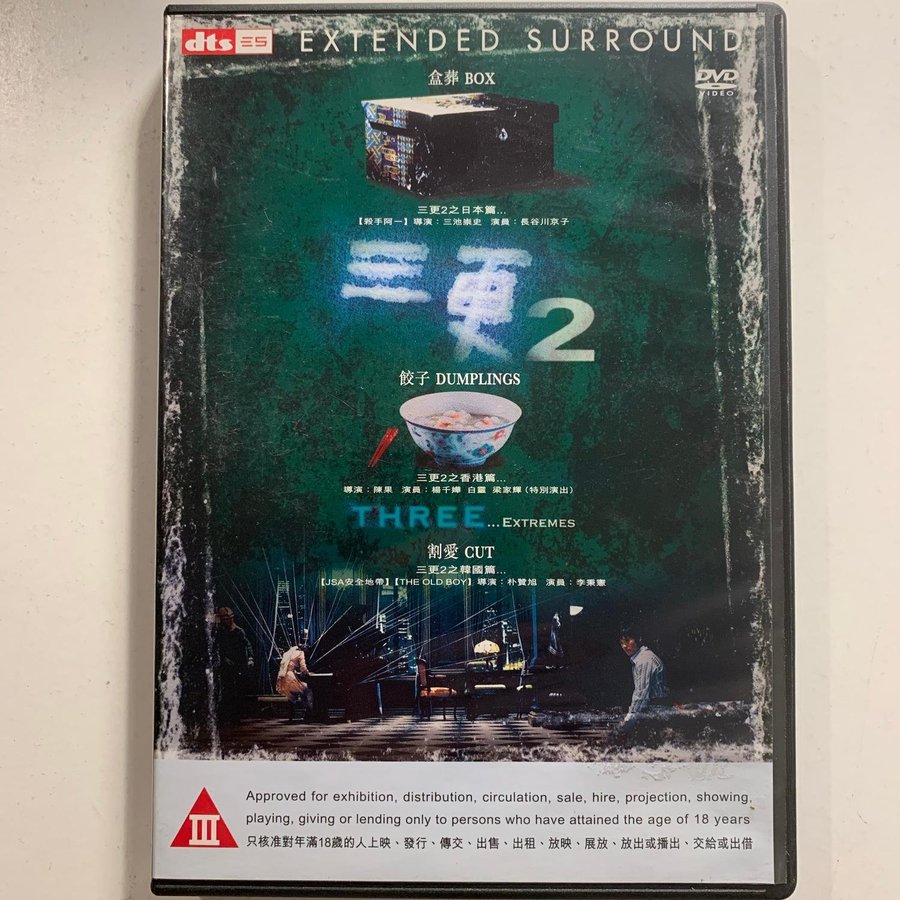 dts ES EXTENDED SURROUND
盒葬 BOX
DVD
VIDEO
三更2之日本篇...
【殺手阿一】導演：三池崇史 演員：長谷川京子
三更2
餃子 DUMPLINGS
三更2之香港篇...
導演：陳果 演員：楊千嬅 白靈 梁家輝(特別演出)
THREE...EXTREMES
割愛 CUT
三更2之韓國篇...
【JSA安全地帶】【THE OLD BOY】導演：朴贊旭 演員：李秉憲
III
Approved for exhibition, distribution, circulation, sale, hire, projection, showing,
playing, giving or lending only to persons who have attained the age of 18 years
只核准對年滿18歲的人上映、發行、傳交、出售、出租、放映、展放、放出或播出、交給或出借